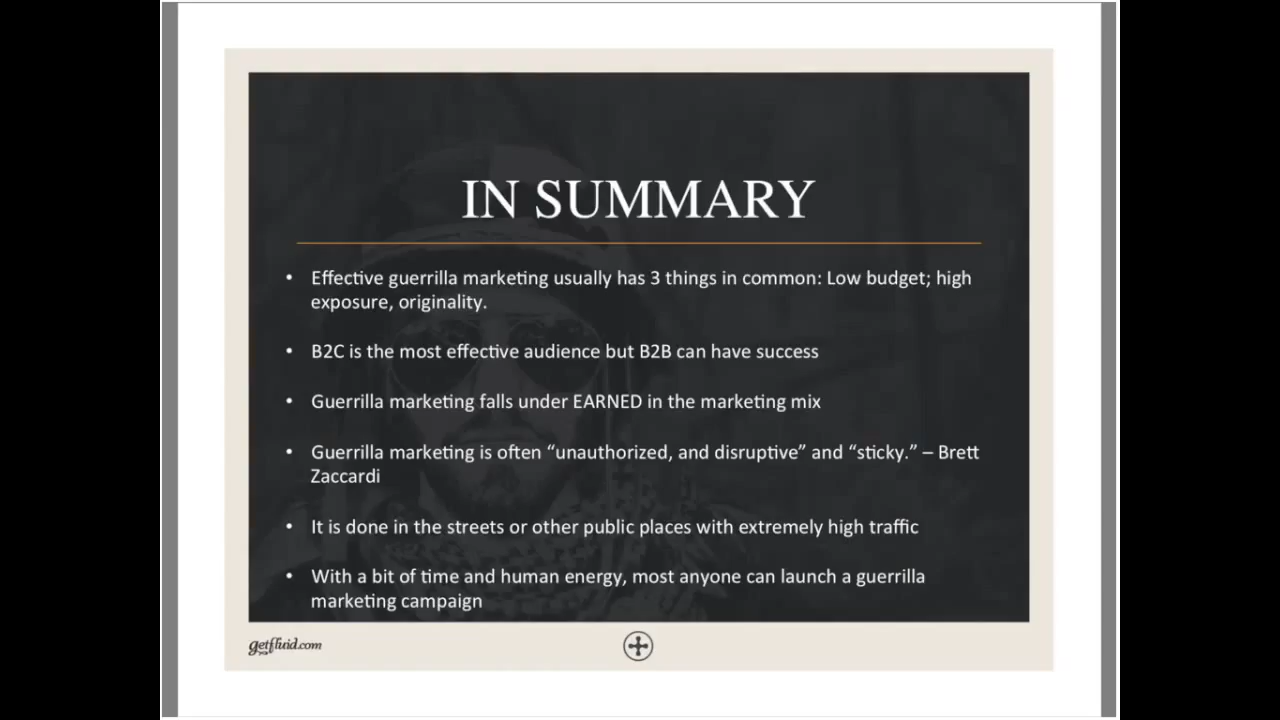 IN SUMMARY
• Effective guerrilla marketing usually has 3 things in common: Low budget; high
exposure, originality.
• B2C is the most effective audience but B2B can have success
• Guerrilla marketing falls under EARNED in the marketing mix
• Guerrilla marketing is often “unauthorized, and disruptive” and “sticky.” – Brett
Zaccardi
• It is done in the streets or other public places with extremely high traffic
• With a bit of time and human energy, most anyone can launch a guerrilla
marketing campaign
getfluid.com